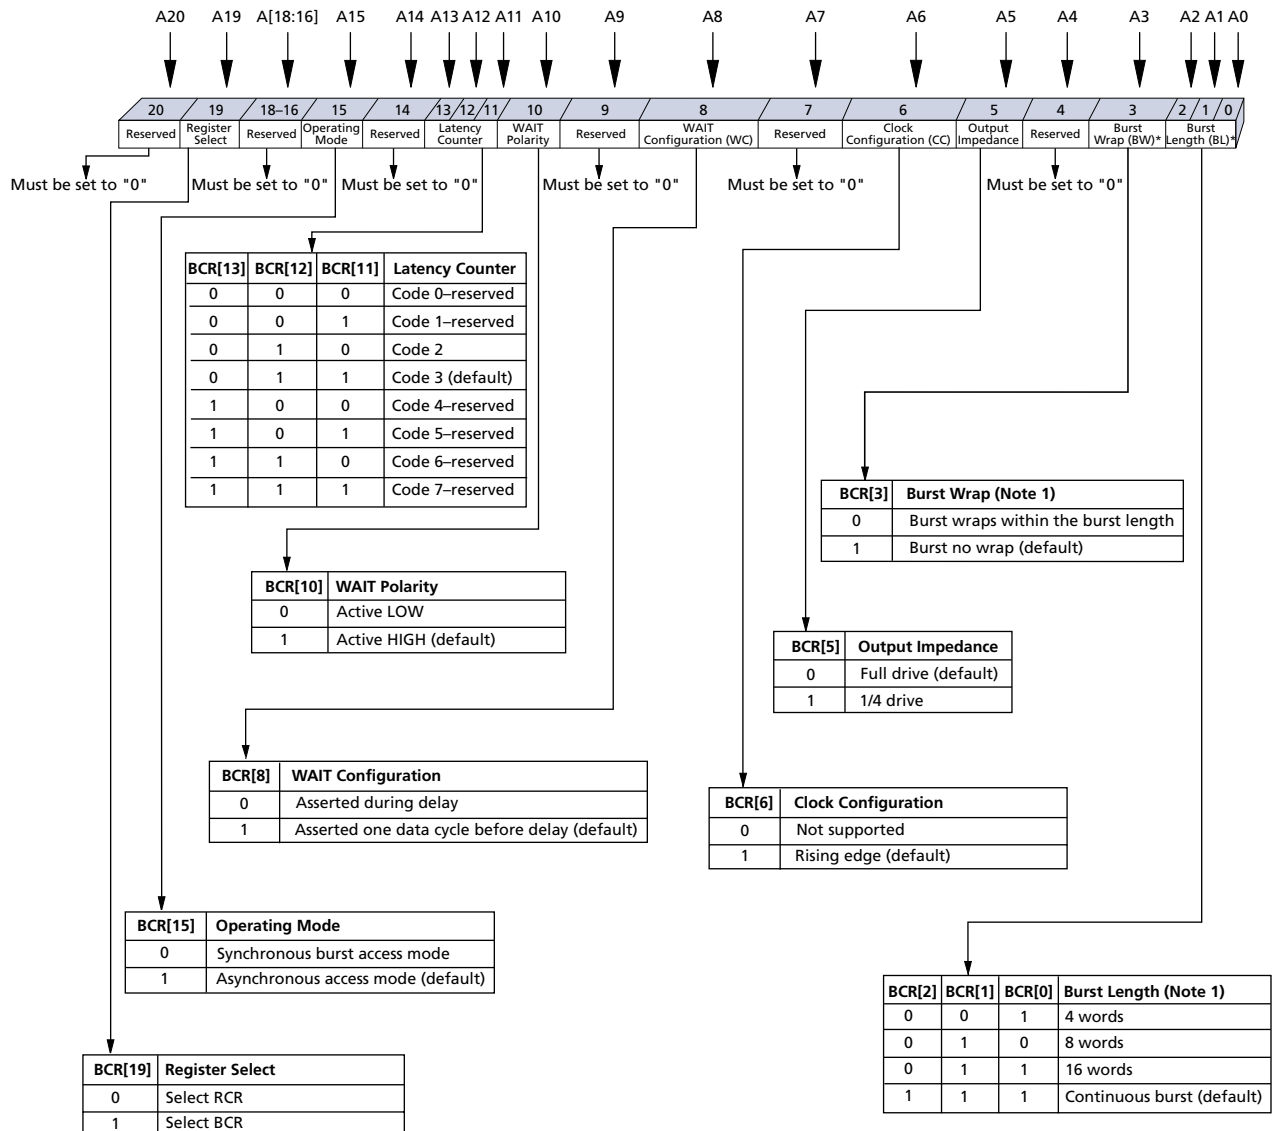 A20 A19 A[18:16] A15 A14 A13 A12 A11 A10 A9 A8 A7 A6 A5 A4 A3 A2 A1 A0
20 19 18–16 15 14 13 12 11 10 9 8 7 6 5 4 3 2 1 0
Reserved
Register
Select
Reserved
Operating
Mode
Reserved
Latency
Counter
WAIT
Polarity
Reserved
WAIT
Configuration (WC)
Reserved
Clock
Configuration (CC)
Output
Impedance
Reserved
Burst
Wrap (BW)*
Burst
Length (BL)*
Must be set to "0" Must be set to "0" Must be set to "0" Must be set to "0" Must be set to "0" Must be set to "0"
BCR[13] BCR[12] BCR[11] Latency Counter
0 0 0 Code 0–reserved
0 0 1 Code 1–reserved
0 1 0 Code 2
0 1 1 Code 3 (default)
1 0 0 Code 4–reserved
1 0 1 Code 5–reserved
1 1 0 Code 6–reserved
1 1 1 Code 7–reserved
BCR[3] Burst Wrap (Note 1)
0 Burst wraps within the burst length
1 Burst no wrap (default)
BCR[10] WAIT Polarity
0 Active LOW
1 Active HIGH (default)
BCR[5] Output Impedance
0 Full drive (default)
1 1/4 drive
BCR[8] WAIT Configuration
0 Asserted during delay
1 Asserted one data cycle before delay (default)
BCR[6] Clock Configuration
0 Not supported
1 Rising edge (default)
BCR[15] Operating Mode
0 Synchronous burst access mode
1 Asynchronous access mode (default)
BCR[2] BCR[1] BCR[0] Burst Length (Note 1)
0 0 1 4 words
0 1 0 8 words
0 1 1 16 words
1 1 1 Continuous burst (default)
BCR[19] Register Select
0 Select RCR
1 Select BCR